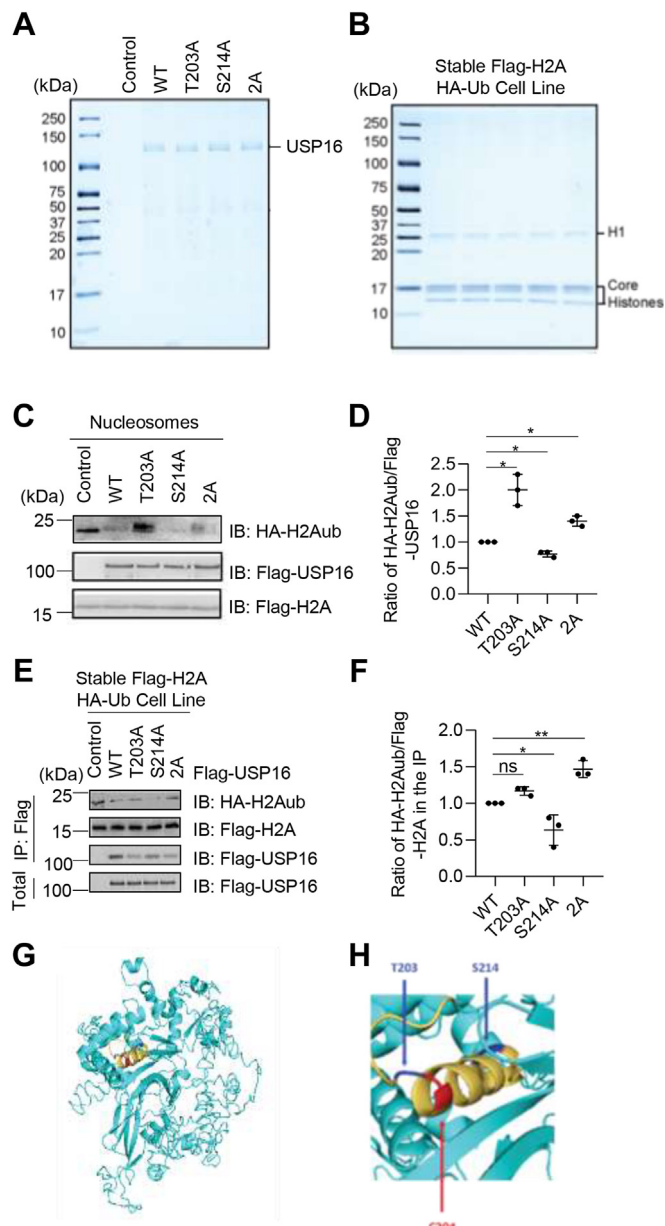 A
(kDa)
Control
WT
T203A
S214A
2A
250
150
100
75
50
37
25
20
17
10
USP16
B
Stable Flag-H2A
HA-Ub Cell Line
(kDa)
250
150
100
75
50
37
25
20
17
10
H1
Core
Histones
C
Nucleosomes
(kDa)
Control
WT
T203A
S214A
2A
25
IB: HA-H2Aub
100
IB: Flag-USP16
15
IB: Flag-H2A
D
Ratio of HA-H2Aub/Flag
-USP16
2.5
2.0
1.5
1.0
0.5
0.0
*
*
*
WT
T203A
S214A
2A
E
Stable Flag-H2A
HA-Ub Cell Line
(kDa)
Control
WT
T203A
S214A
2A
Flag-USP16
IP: Flag
25
IB: HA-H2Aub
15
IB: Flag-H2A
100
IB: Flag-USP16
Total
100
IB: Flag-USP16
F
Ratio of HA-H2Aub/Flag
-H2A in the IP
2.0
1.5
1.0
0.5
0.0
**
*
ns
WT
T203A
S214A
2A
G
H
T203
S214